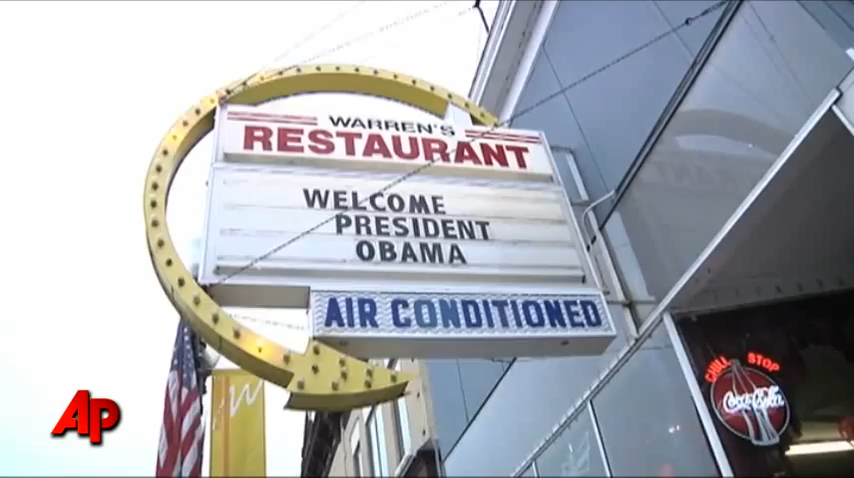 WARREN'S
RESTAURANT
WELCOME
PRESIDENT
OBAMA
AIR CONDITIONED
CHILL STOP
Coca-Cola
AP